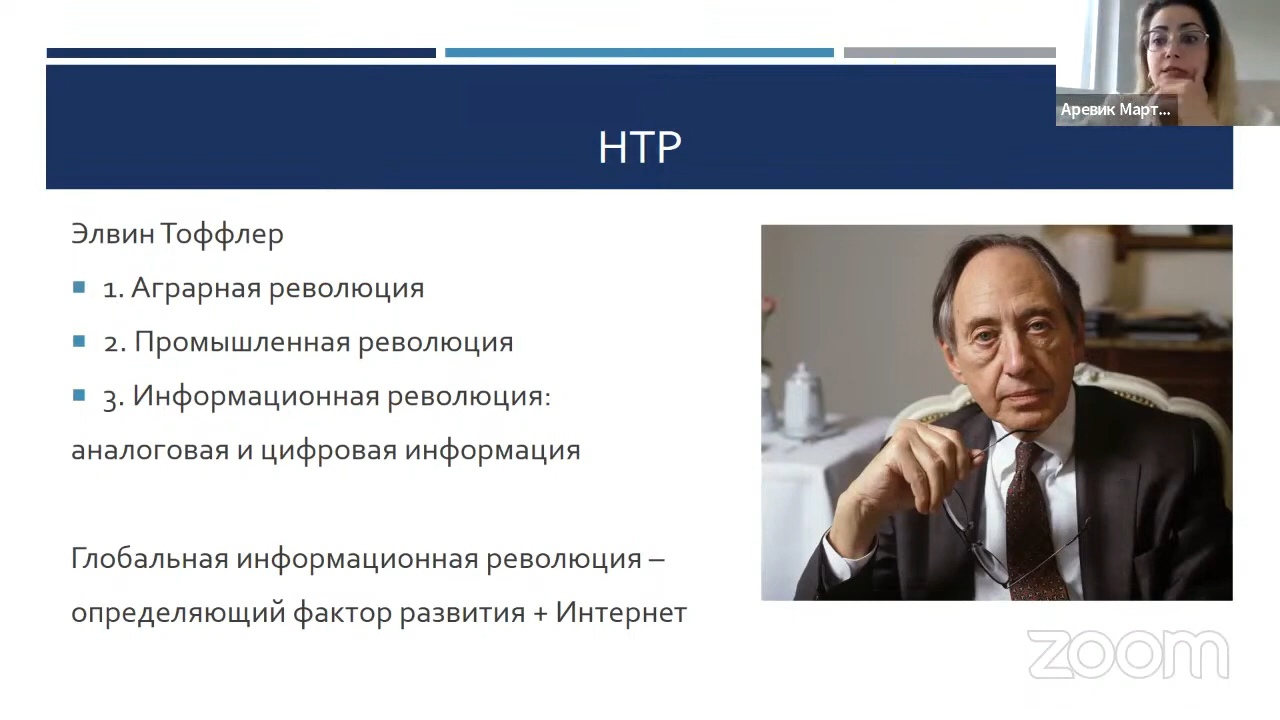 НТР
Аревик Март...
Элвин Тоффлер
1. Аграрная революция
2. Промышленная революция
3. Информационная революция:
аналоговая и цифровая информация
Глобальная информационная революция –
определяющий фактор развития + Интернет
zoom